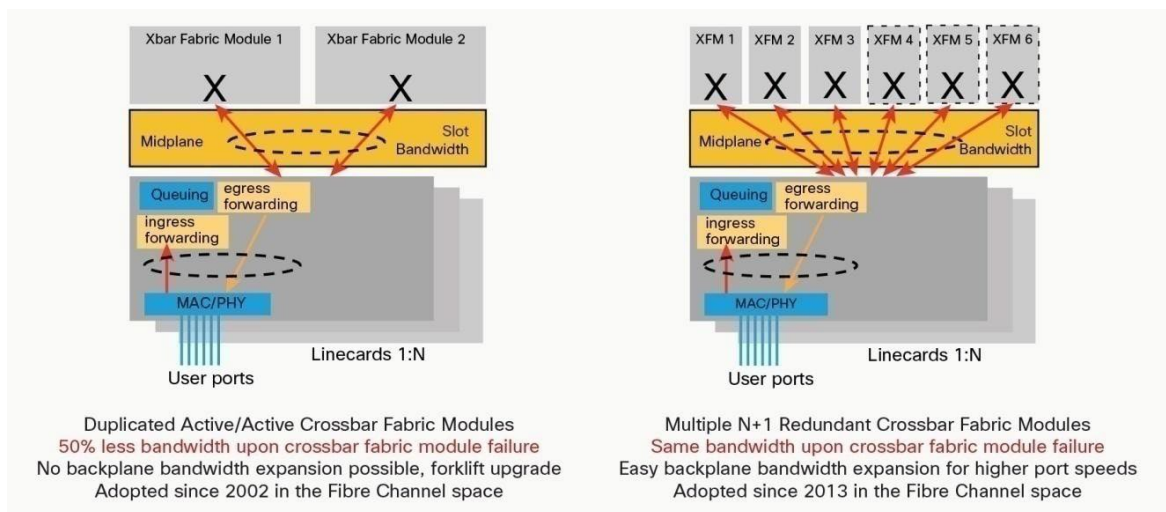 Xbar Fabric Module 1
Xbar Fabric Module 2
X
X
Midplane
Slot
Bandwidth
Queuing
egress
forwarding
ingress
forwarding
MAC/PHY
Linecards 1:N
User ports
Duplicated Active/Active Crossbar Fabric Modules
50% less bandwidth upon crossbar fabric module failure
No backplane bandwidth expansion possible, forklift upgrade
Adopted since 2002 in the Fibre Channel space
XFM 1
XFM 2
XFM 3
XFM 4
XFM 5
XFM 6
X
X
X
X
X
X
Midplane
Slot
Bandwidth
Queuing
egress
forwarding
ingress
forwarding
MAC/PHY
Linecards 1:N
User ports
Multiple N+1 Redundant Crossbar Fabric Modules
Same bandwidth upon crossbar fabric module failure
Easy backplane bandwidth expansion for higher port speeds
Adopted since 2013 in the Fibre Channel space